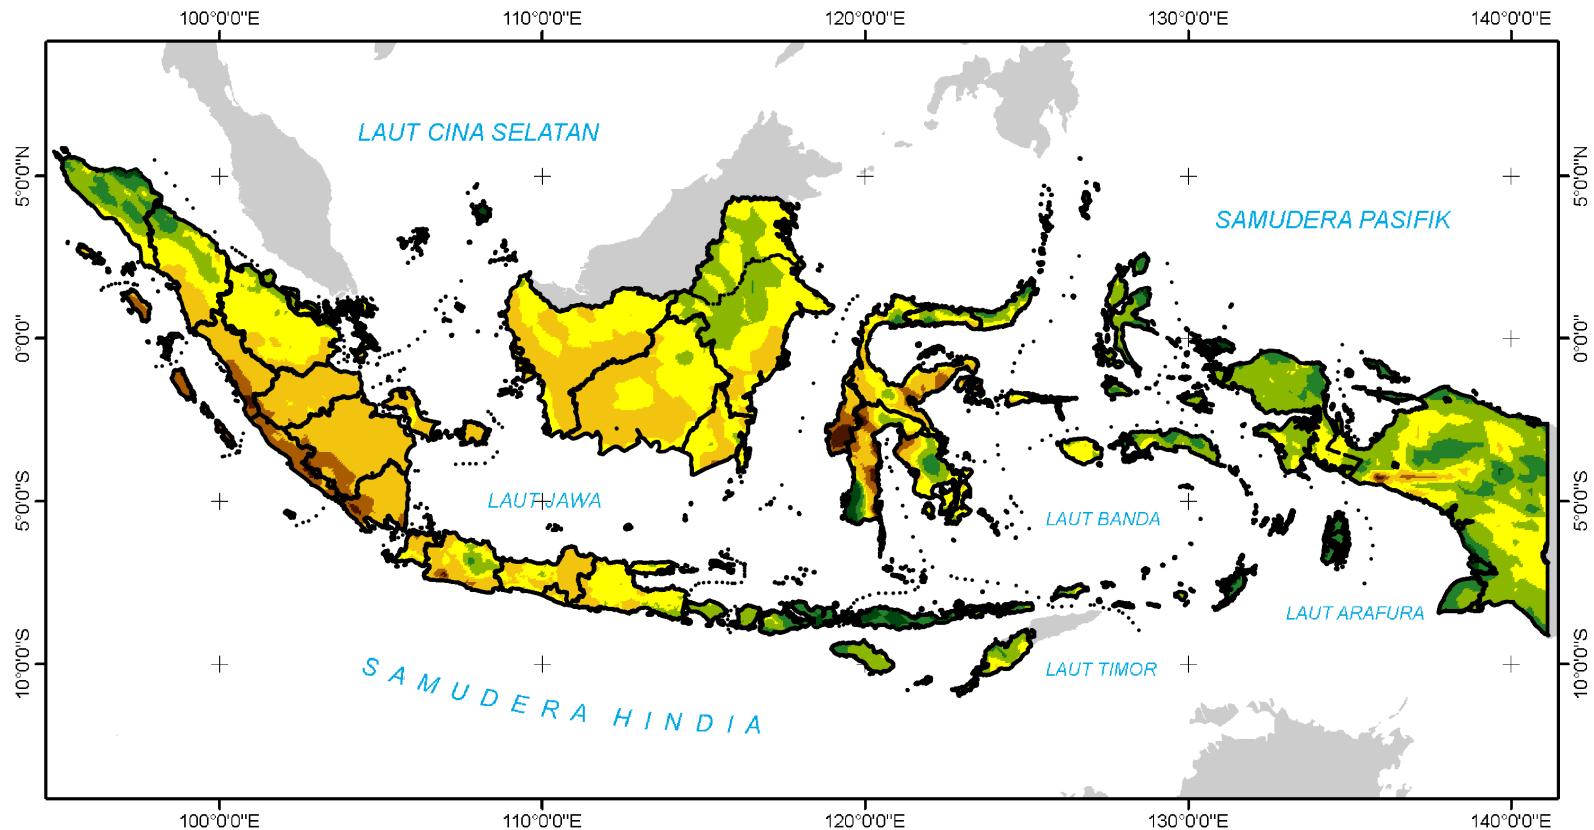 100°0'0"E 110°0'0"E 120°0'0"E 130°0'0"E 140°0'0"E
LAUT CINA SELATAN
5°0'0"N 5°0'0"N
SAMUDERA PASIFIK
0°0'0" 0°0'0"
5°0'0"S 5°0'0"S
LAUT JAWA
LAUT BANDA
LAUT ARAFURA
10°0'0"S 10°0'0"S
LAUT TIMOR
SAMUDERA HINDIA
100°0'0"E 110°0'0"E 120°0'0"E 130°0'0"E 140°0'0"E